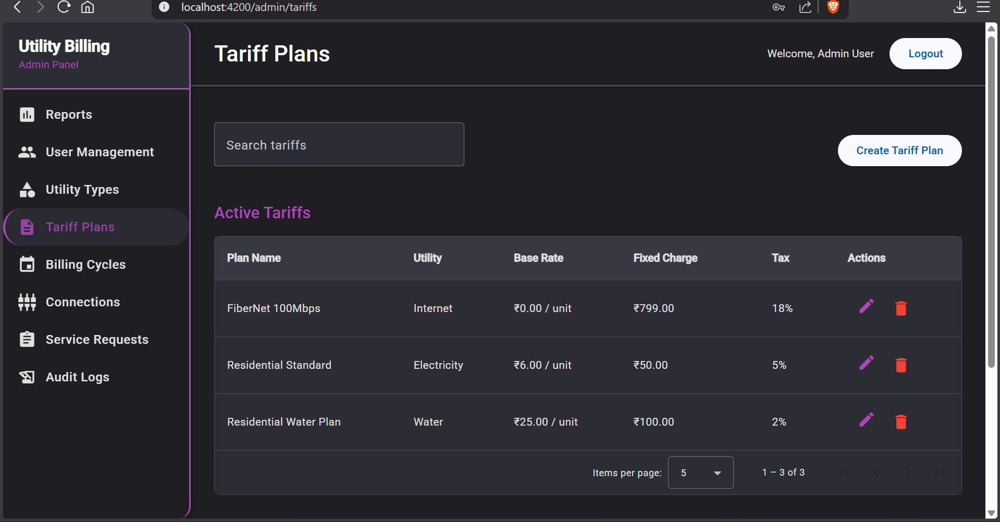 localhost:4200/admin/tariffs
Utility Billing
Admin Panel
Reports
User Management
Utility Types
Tariff Plans
Billing Cycles
Connections
Service Requests
Audit Logs
Tariff Plans
Welcome, Admin User
Logout
Search tariffs
Create Tariff Plan
Active Tariffs
Plan Name Utility Base Rate Fixed Charge Tax Actions
FiberNet 100Mbps Internet ₹0.00 / unit ₹799.00 18%
Residential Standard Electricity ₹6.00 / unit ₹50.00 5%
Residential Water Plan Water ₹25.00 / unit ₹100.00 2%
Items per page: 5 1 – 3 of 3